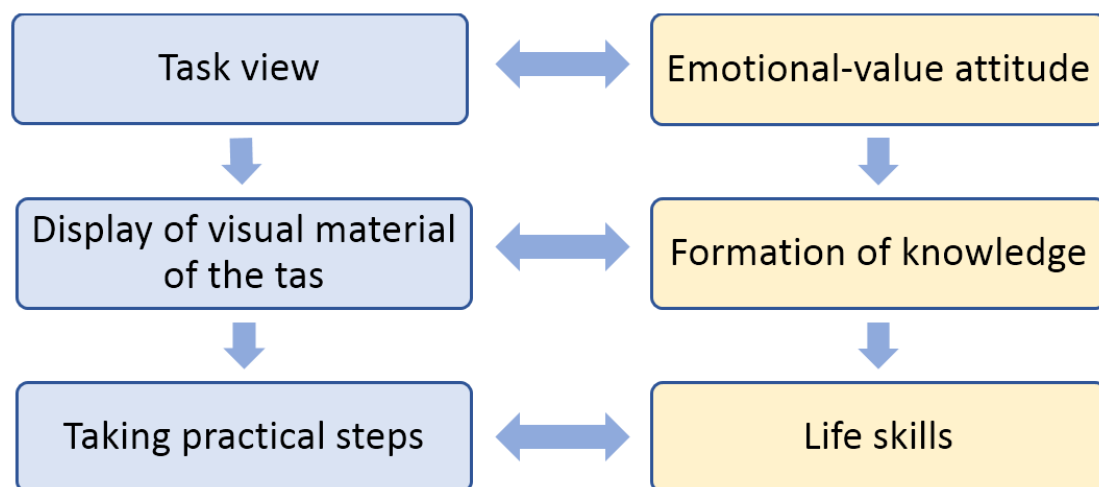 Task view
Emotional-value attitude
Display of visual material
of the tas
Formation of knowledge
Taking practical steps
Life skills